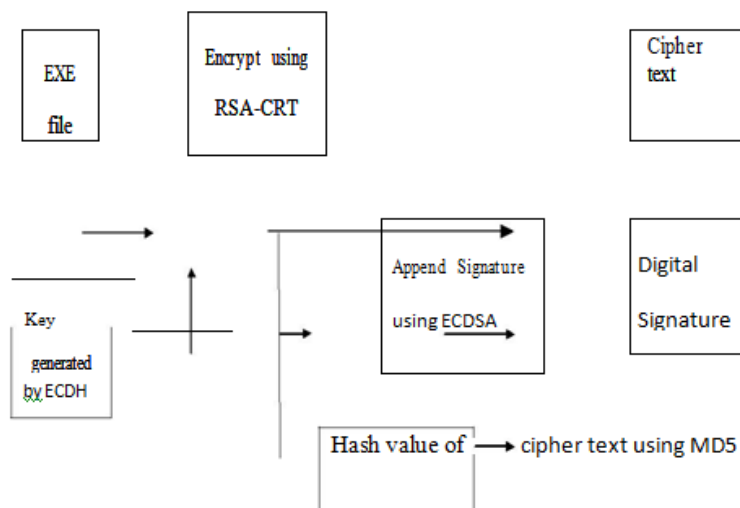 EXE
file
Encrypt using
RSA-CRT
Cipher
text
Key
generated
by ECDH
Append Signature
using ECDSA
Digital
Signature
Hash value of
cipher text using MD5